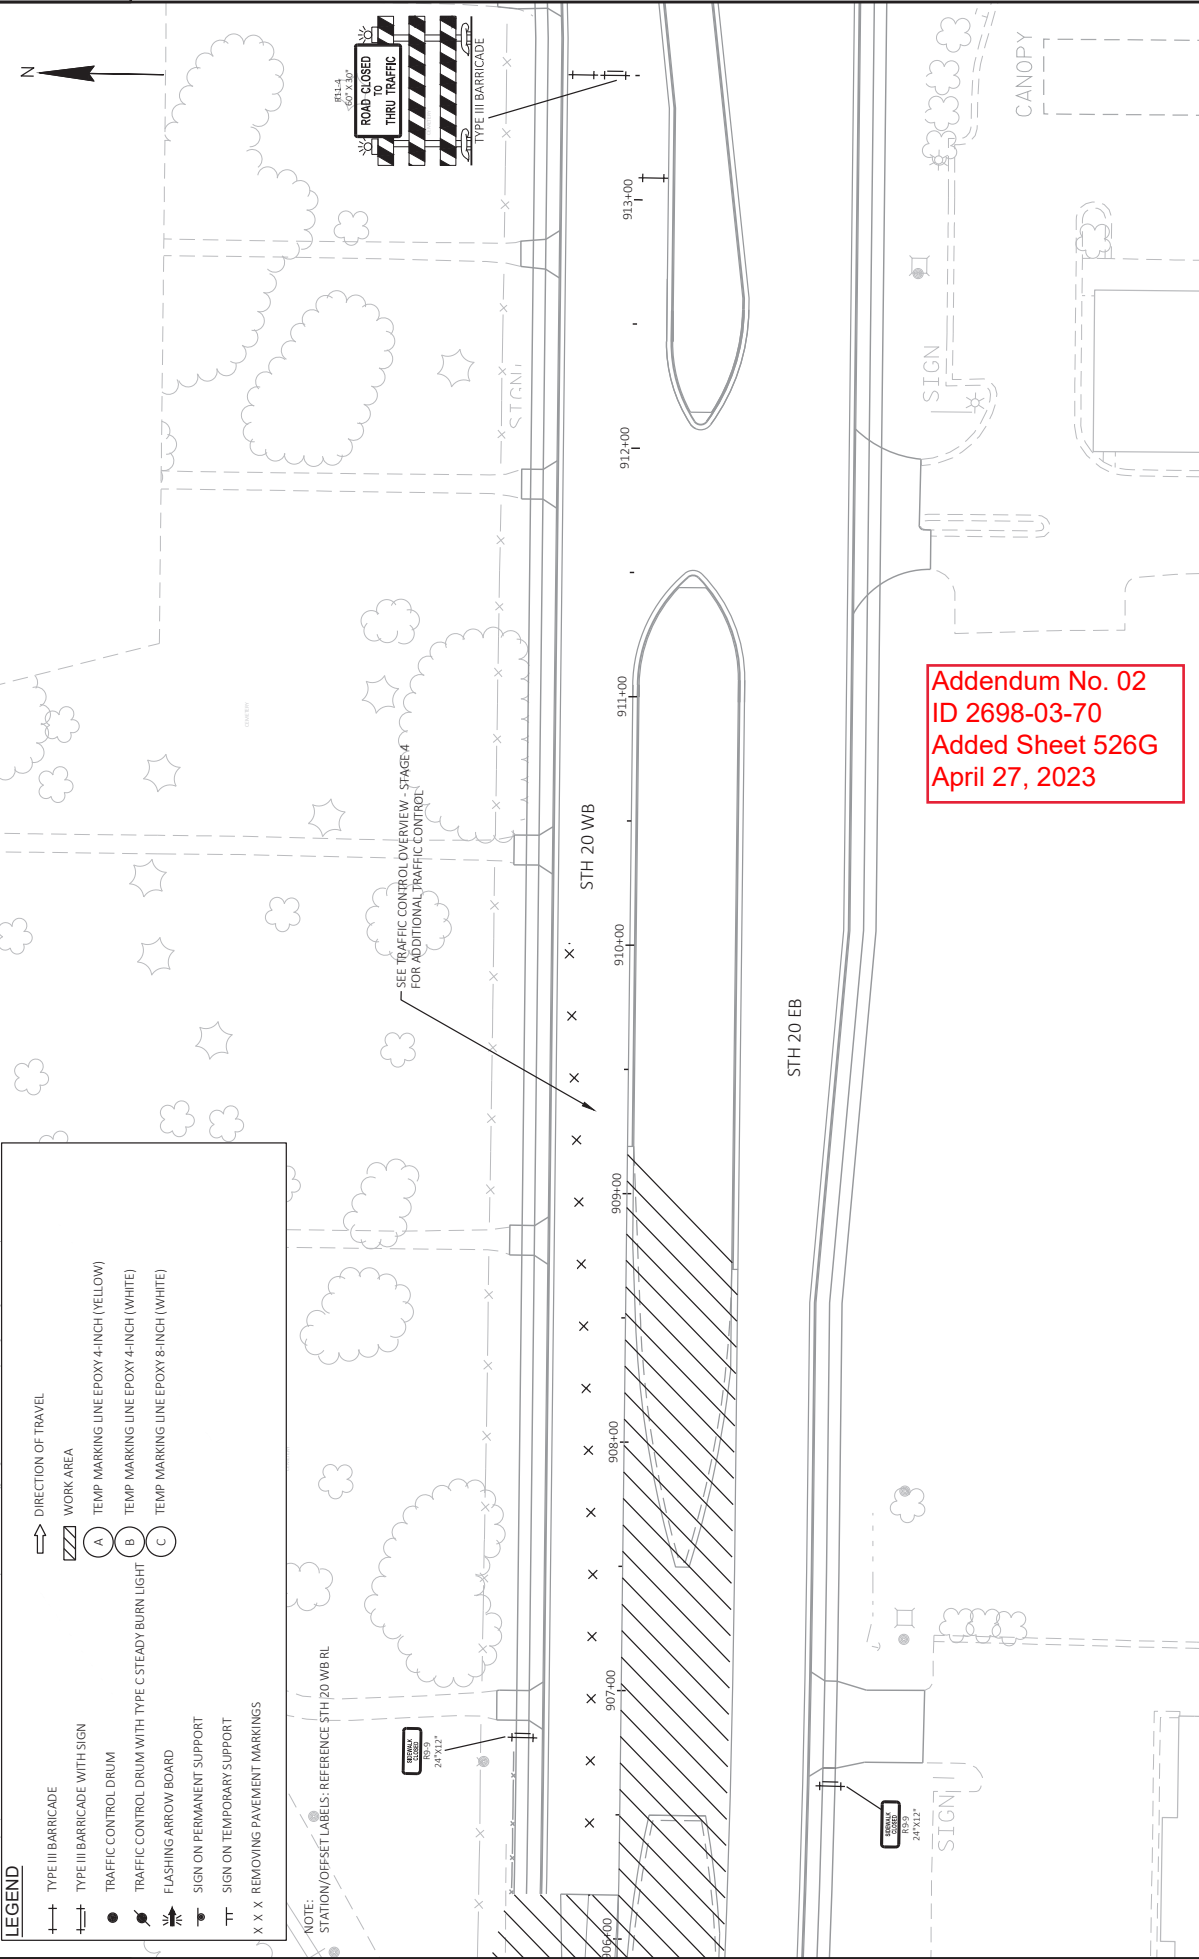 LEGEND
TYPE III BARRICADE
TYPE III BARRICADE WITH SIGN
TRAFFIC CONTROL DRUM
TRAFFIC CONTROL DRUM WITH TYPE C STEADY BURN LIGHT
FLASHING ARROW BOARD
SIGN ON PERMANENT SUPPORT
SIGN ON TEMPORARY SUPPORT
X X X REMOVING PAVEMENT MARKINGS
DIRECTION OF TRAVEL
WORK AREA
A TEMP MARKING LINE EPOXY 4-INCH (YELLOW)
B TEMP MARKING LINE EPOXY 4-INCH (WHITE)
C TEMP MARKING LINE EPOXY 8-INCH (WHITE)
NOTE:
STATION/OFFSET LABELS: REFERENCE STH 20 WB RL
N
R11-4
60" X 30"
ROAD CLOSED
TO
THRU TRAFFIC
TYPE III BARRICADE
SEE TRAFFIC CONTROL OVERVIEW - STAGE 4
FOR ADDITIONAL TRAFFIC CONTROL
SIDEWALK
CLOSED
R9-9
24"X12"
SIGN
STH 20 WB
906+00
907+00
908+00
909+00
910+00
911+00
912+00
913+00
STH 20 EB
SIDEWALK
CLOSED
R9-9
24"X12"
SIGN
SIGN
CANOPY
Addendum No. 02
ID 2698-03-70
Added Sheet 526G
April 27, 2023